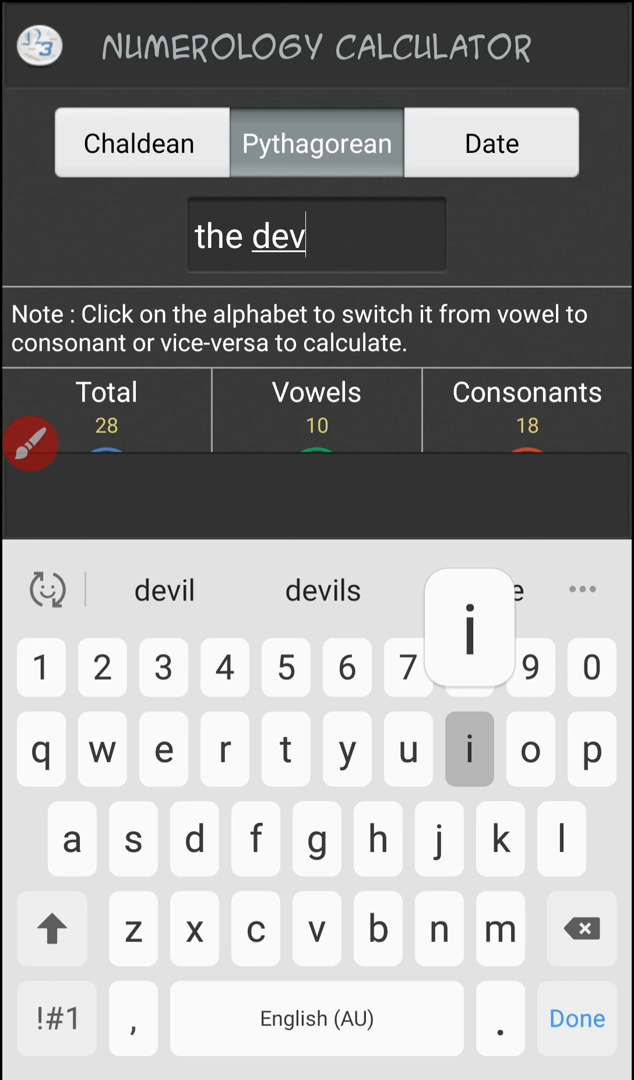 NUMEROLOGY CALCULATOR
Chaldean Pythagorean Date
the dev
Note : Click on the alphabet to switch it from vowel to
consonant or vice-versa to calculate.
Total Vowels Consonants
28 10 18
devil devils
i
1 2 3 4 5 6 7 9 0
q w e r t y u i o p
a s d f g h j k l
z x c v b n m
!#1 , English (AU) . Done